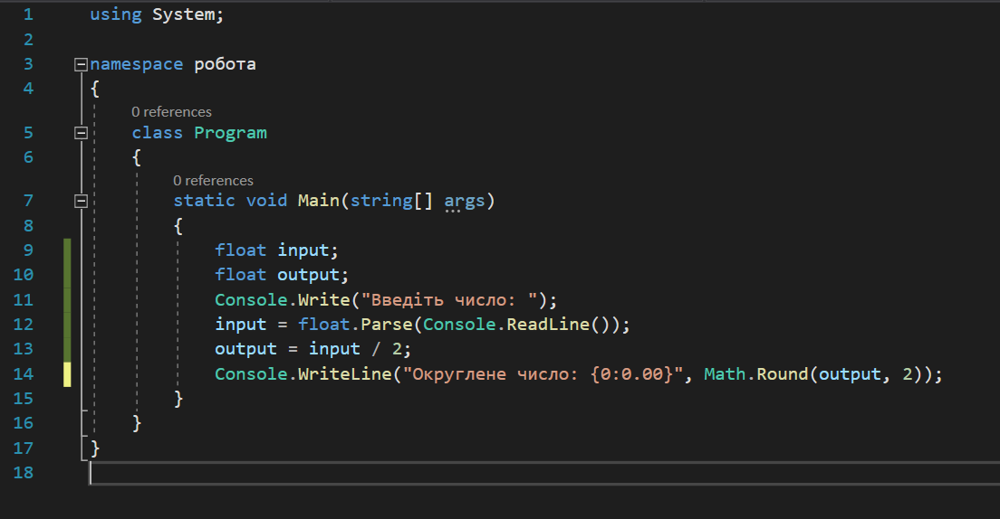 1 using System;
2
3 namespace робота
4 {
0 references
5 class Program
6 {
0 references
7 static void Main(string[] args)
8 {
9 float input;
10 float output;
11 Console.Write("Введіть число: ");
12 input = float.Parse(Console.ReadLine());
13 output = input / 2;
14 Console.WriteLine("Округлене число: {0:0.00}", Math.Round(output, 2));
15 }
16 }
17 }
18